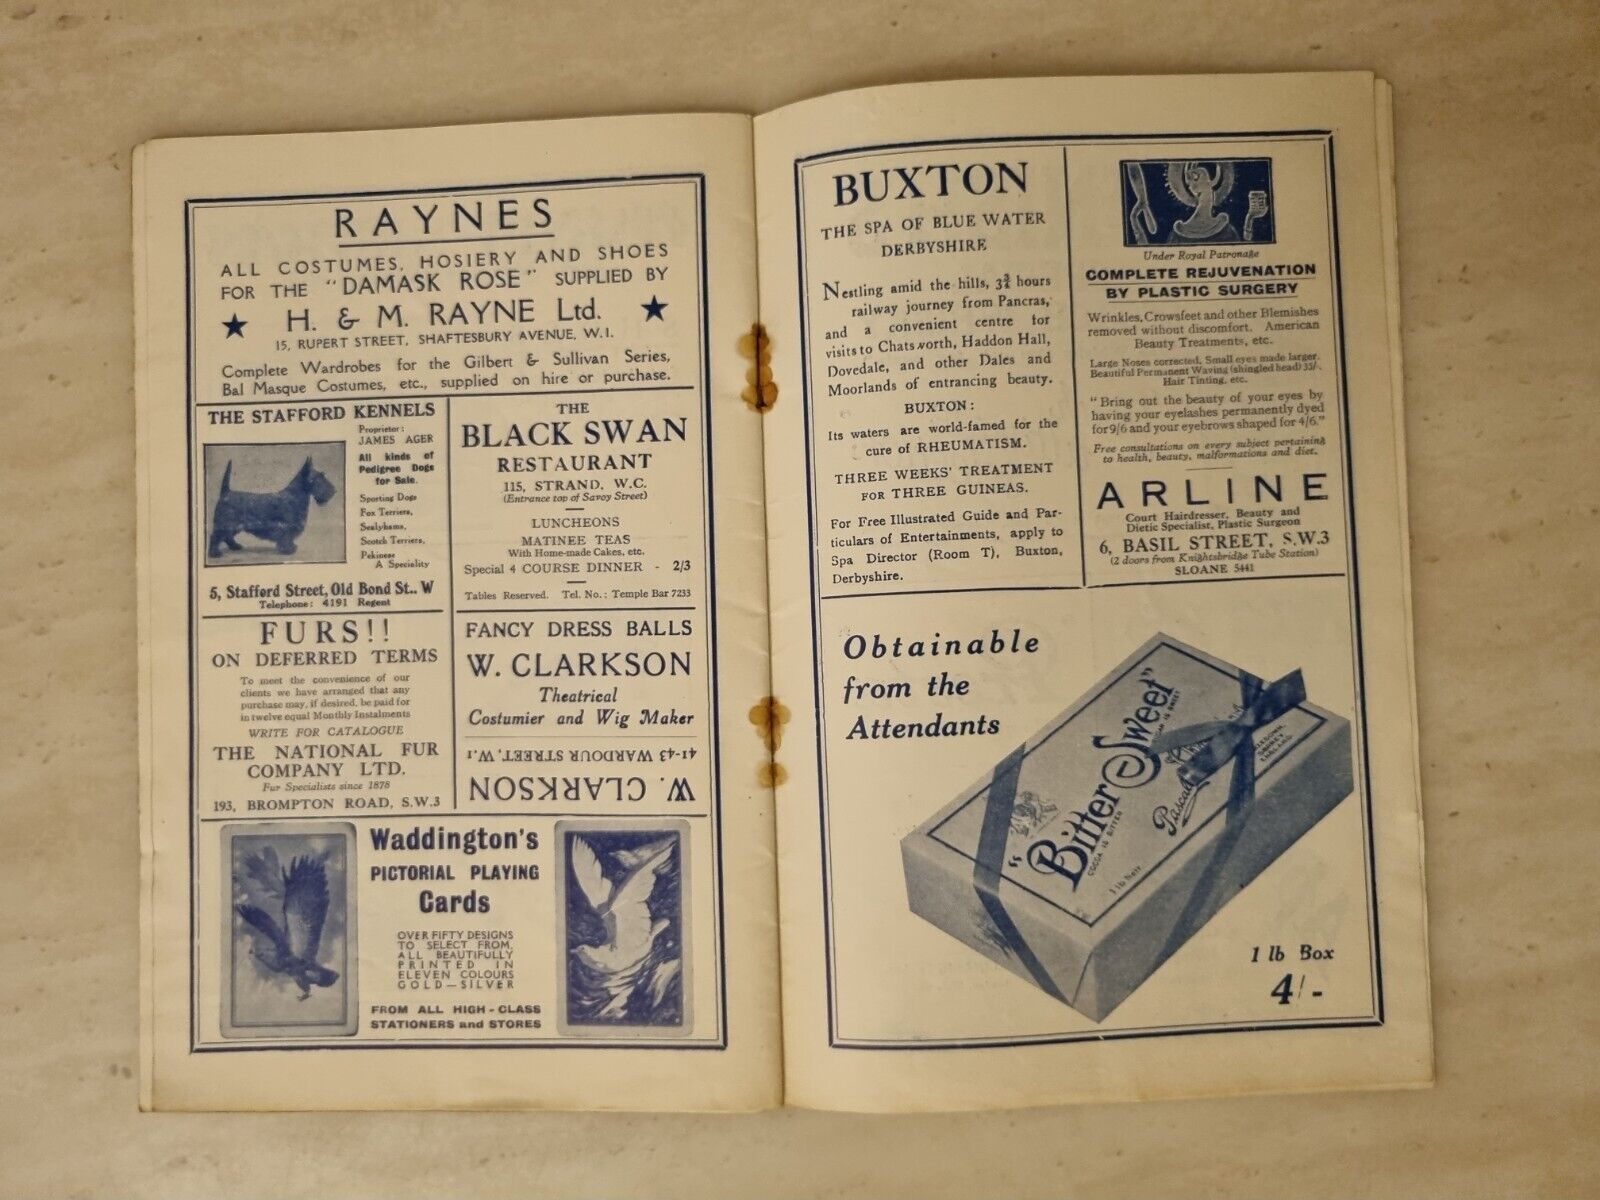 RAYNES
ALL COSTUMES, HOSIERY AND SHOES
FOR THE "DAMASK ROSE" SUPPLIED BY
H. & M. RAYNE Ltd.
15, RUPERT STREET, SHAFTESBURY AVENUE, W.1.
Complete Wardrobes for the Gilbert & Sullivan Series,
Bal Masque Costumes, etc., supplied on hire or purchase.
THE STAFFORD KENNELS
Proprietor:
JAMES AGER
All kinds of
Pedigree Dogs
for Sale.
Sporting Dogs
Fox Terriers,
Sealyhams,
Scotch Terriers,
Pekinese
A Speciality
5, Stafford Street, Old Bond St.. W
Telephone: 4191 Regent
THE
BLACK SWAN
RESTAURANT
115, STRAND, W.C.
(Entrance top of Savoy Street)
LUNCHEONS
MATINEE TEAS
With Home-made Cakes, etc.
Special 4 COURSE DINNER - 2/3
Tables Reserved. Tel. No.: Temple Bar 7233
FURS!!
ON DEFERRED TERMS
To meet the convenience of our
clients we have arranged that any
purchase may, if desired, be paid for
in twelve equal Monthly Instalments
WRITE FOR CATALOGUE
THE NATIONAL FUR
COMPANY LTD.
Fur Specialists since 1878
193, BROMPTON ROAD, S.W.3
FANCY DRESS BALLS
W. CLARKSON
Theatrical
Costumier and Wig Maker
41-43 WARDOUR STREET, W.1
W. CLARKSON
Waddington's
PICTORIAL PLAYING
Cards
OVER FIFTY DESIGNS
TO SELECT FROM,
ALL BEAUTIFULLY
PRINTED IN
ELEVEN COLOURS
GOLD—SILVER
FROM ALL HIGH-CLASS
STATIONERS and STORES
BUXTON
THE SPA OF BLUE WATER
DERBYSHIRE
Nestling amid the hills, 3¾ hours
railway journey from Pancras,
and a convenient centre for
visits to Chatsworth, Haddon Hall,
Dovedale, and other Dales and
Moorlands of entrancing beauty.
BUXTON:
Its waters are world-famed for the
cure of RHEUMATISM.
THREE WEEKS' TREATMENT
FOR THREE GUINEAS.
For Free Illustrated Guide and Par-
ticulars of Entertainments, apply to
Spa Director (Room T), Buxton,
Derbyshire.
Under Royal Patronage
COMPLETE REJUVENATION
BY PLASTIC SURGERY
Wrinkles, Crowsfeet and other Blemishes
removed without discomfort. American
Beauty Treatments, etc.
Large Noses corrected, Small eyes made larger.
Beautiful Permanent Waving (shingled head) 35/-.
Hair Tinting, etc.
"Bring out the beauty of your eyes by
having your eyelashes permanently dyed
for 9/6 and your eyebrows shaped for 4/6."
Free consultations on every subject pertaining
to health, beauty, malformations and diet.
ARLINE
Court Hairdresser, Beauty and
Dietic Specialist, Plastic Surgeon
6, BASIL STREET, S.W.3
(2 doors from Knightsbridge Tube Station)
SLOANE 5441
Obtainable
from the
Attendants
"Bitter Sweet"
COCOA IS BITTER
SUGAR IS SWEET
Pascall
1 lb Nett
SURREY
ENGLAND
1 lb Box
4/-